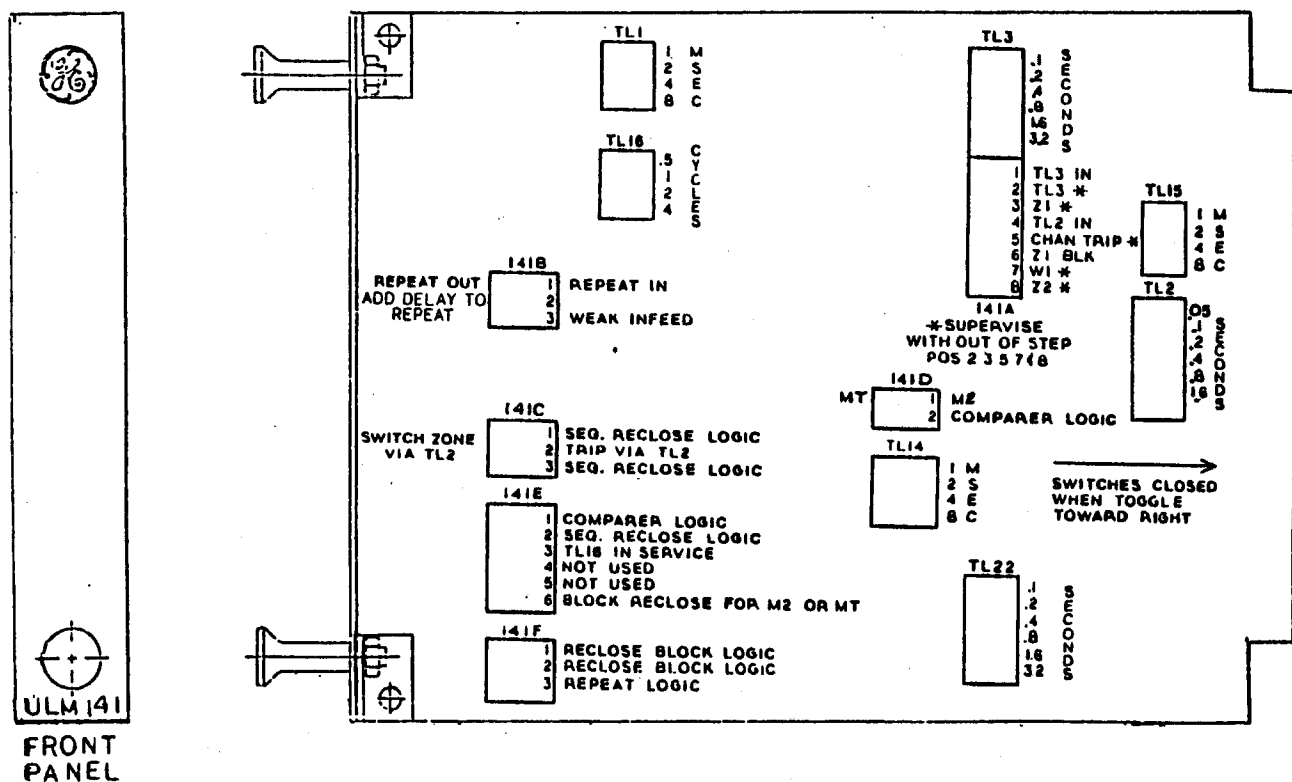 TL1
1 M
2 S
4 E
8 C
TL16
.5
1
2
4
CYCLES
TL3
.1
.2
.4
.8
1.6
3.2
SECONDS
1 TL3 IN
2 TL3 *
3 Z1 *
4 TL2 IN
5 CHAN TRIP *
6 Z1 BLK
7 W1 *
8 Z2 *
141A
*SUPERVISE
WITH OUT OF STEP
POS 2 3 5 7 & 8
TL15
1 M
2 S
4 E
8 C
TL2
.05
.1
.2
.4
.8
1.6
SECONDS
141B
REPEAT OUT
ADD DELAY TO
REPEAT
1 REPEAT IN
2
3 WEAK INFEED
141D
MT
1 M2
2 COMPARER LOGIC
141C
SWITCH ZONE
VIA TL2
1 SEQ. RECLOSE LOGIC
2 TRIP VIA TL2
3 SEQ. RECLOSE LOGIC
TL14
1 M
2 S
4 E
8 C
SWITCHES CLOSED
WHEN TOGGLE
TOWARD RIGHT
141E
1 COMPARER LOGIC
2 SEQ. RECLOSE LOGIC
3 TL16 IN SERVICE
4 NOT USED
5 NOT USED
6 BLOCK RECLOSE FOR M2 OR MT
TL22
.1
.2
.4
.8
1.6
3.2
SECONDS
141F
1 RECLOSE BLOCK LOGIC
2 RECLOSE BLOCK LOGIC
3 REPEAT LOGIC
ULM 141
FRONT
PANEL